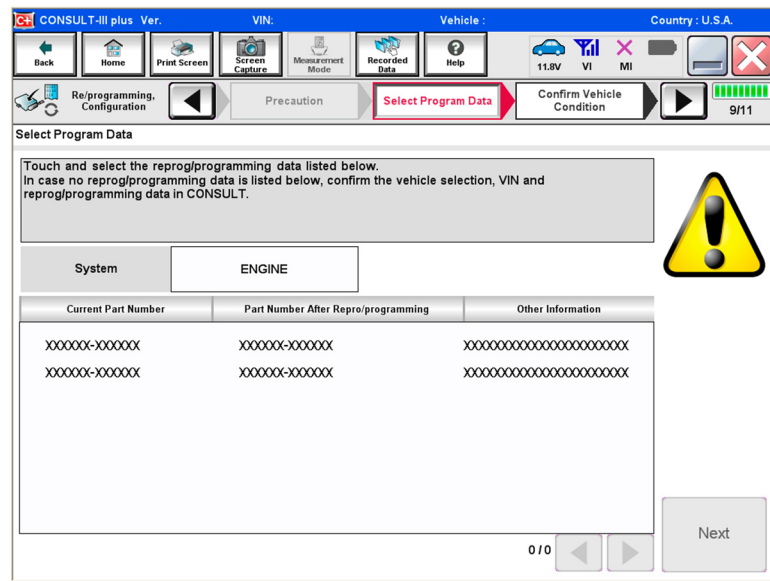 C+ CONSULT-III plus Ver. VIN: Vehicle : Country : U.S.A.
Back
Home
Print Screen
Screen
Capture
Measurement
Mode
Recorded
Data
Help
11.8V VI MI
Re/programming,
Configuration
Precaution
Select Program Data
Confirm Vehicle
Condition
9/11
Select Program Data
Touch and select the reprog/programming data listed below.
In case no reprog/programming data is listed below, confirm the vehicle selection, VIN and
reprog/programming data in CONSULT.
System ENGINE
Current Part Number Part Number After Repro/programming Other Information
XXXXXX-XXXXXX XXXXXX-XXXXXX XXXXXXXXXXXXXXXXXXXXXXX
XXXXXX-XXXXXX XXXXXX-XXXXXX XXXXXXXXXXXXXXXXXXXXXXX
Next
0/0